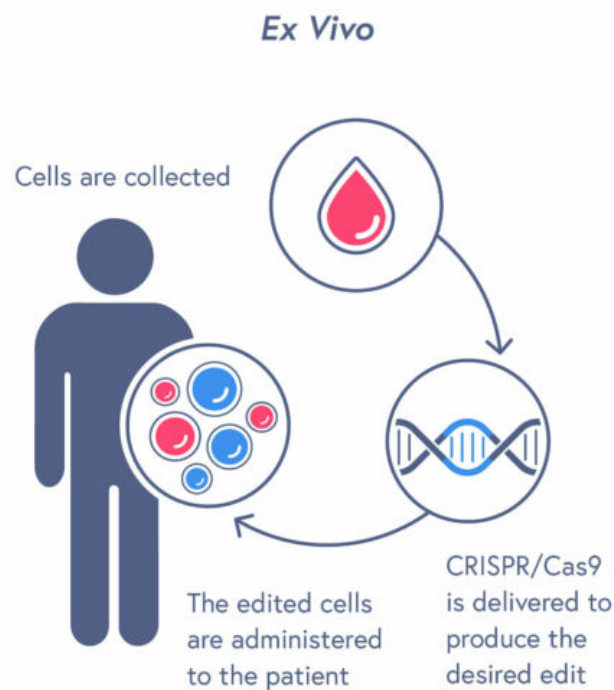 Ex Vivo
Cells are collected
CRISPR/Cas9
is delivered to
produce the
desired edit
The edited cells
are administered
to the patient